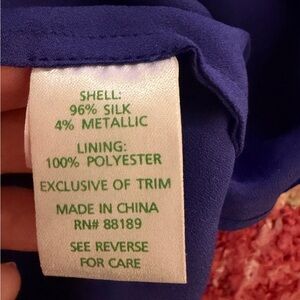 SHELL:
96% SILK
4% METALLIC
LINING:
100% POLYESTER
EXCLUSIVE OF TRIM
MADE IN CHINA
RN# 88189
SEE REVERSE
FOR CARE